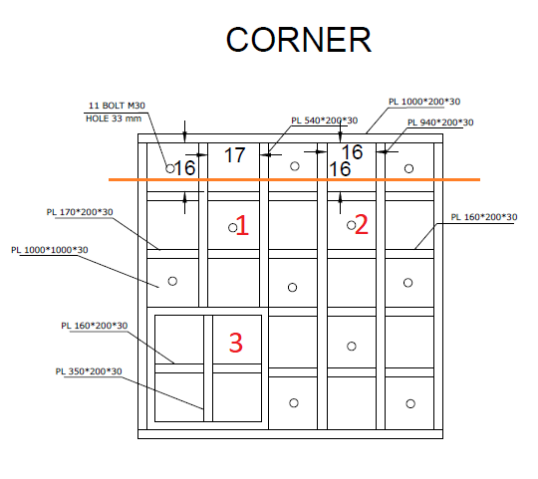 CORNER
PL 1000*200*30
11 BOLT M30
HOLE 33 mm
PL 540*200*30
PL 940*200*30
17
16
16
16
PL 170*200*30
1
2
PL 160*200*30
PL 1000*1000*30
PL 160*200*30
3
PL 350*200*30